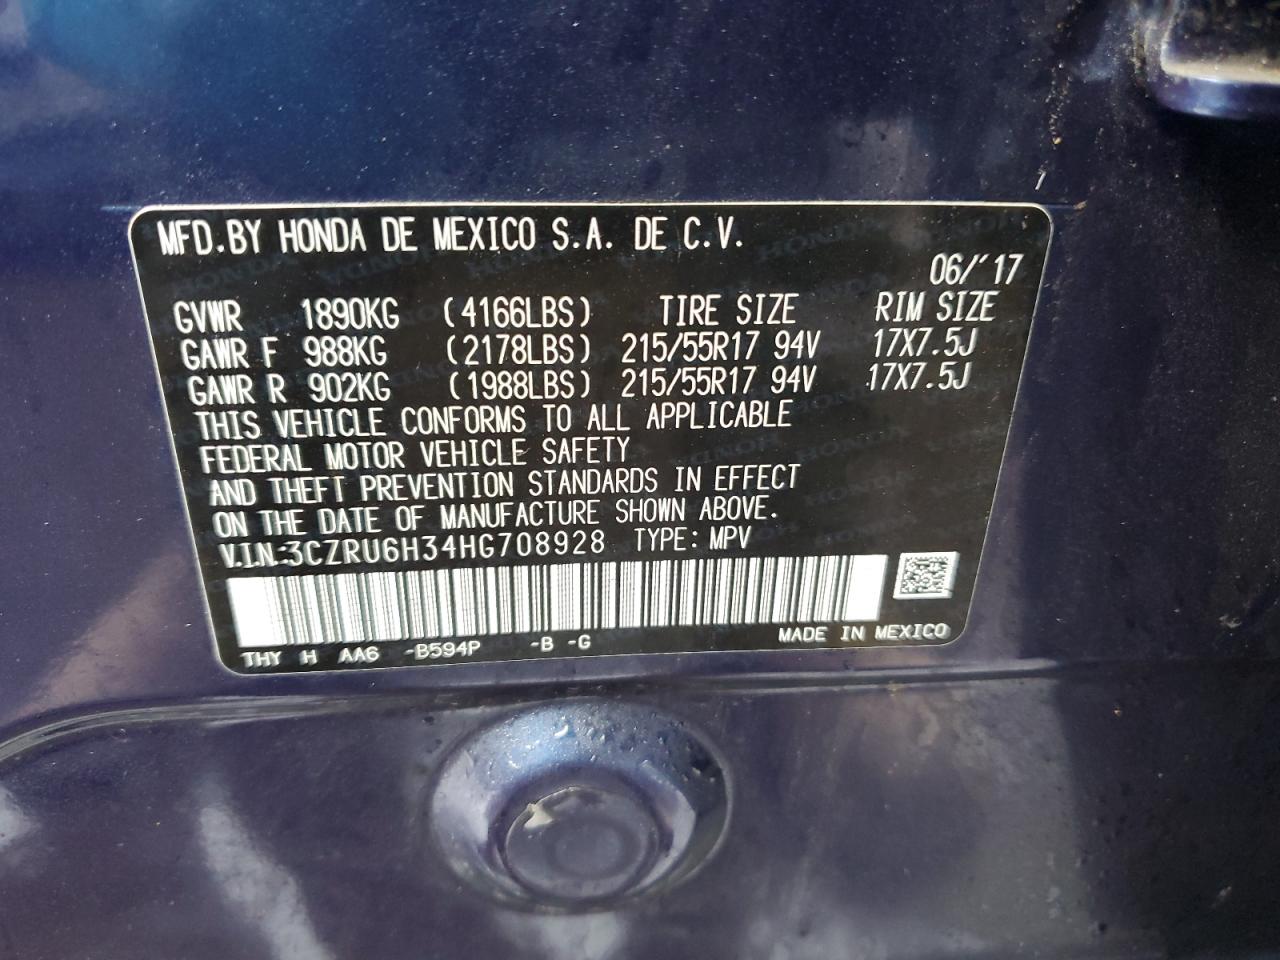 MFD.BY HONDA DE MEXICO S.A. DE C.V.
06/'17
GVWR 1890KG (4166LBS) TIRE SIZE RIM SIZE
GAWR F 988KG (2178LBS) 215/55R17 94V 17X7.5J
GAWR R 902KG (1988LBS) 215/55R17 94V 17X7.5J
THIS VEHICLE CONFORMS TO ALL APPLICABLE
FEDERAL MOTOR VEHICLE SAFETY
AND THEFT PREVENTION STANDARDS IN EFFECT
ON THE DATE OF MANUFACTURE SHOWN ABOVE.
V.I.N:3CZRU6H34HG708928 TYPE: MPV
THY H AA6 -B594P -B -G MADE IN MEXICO